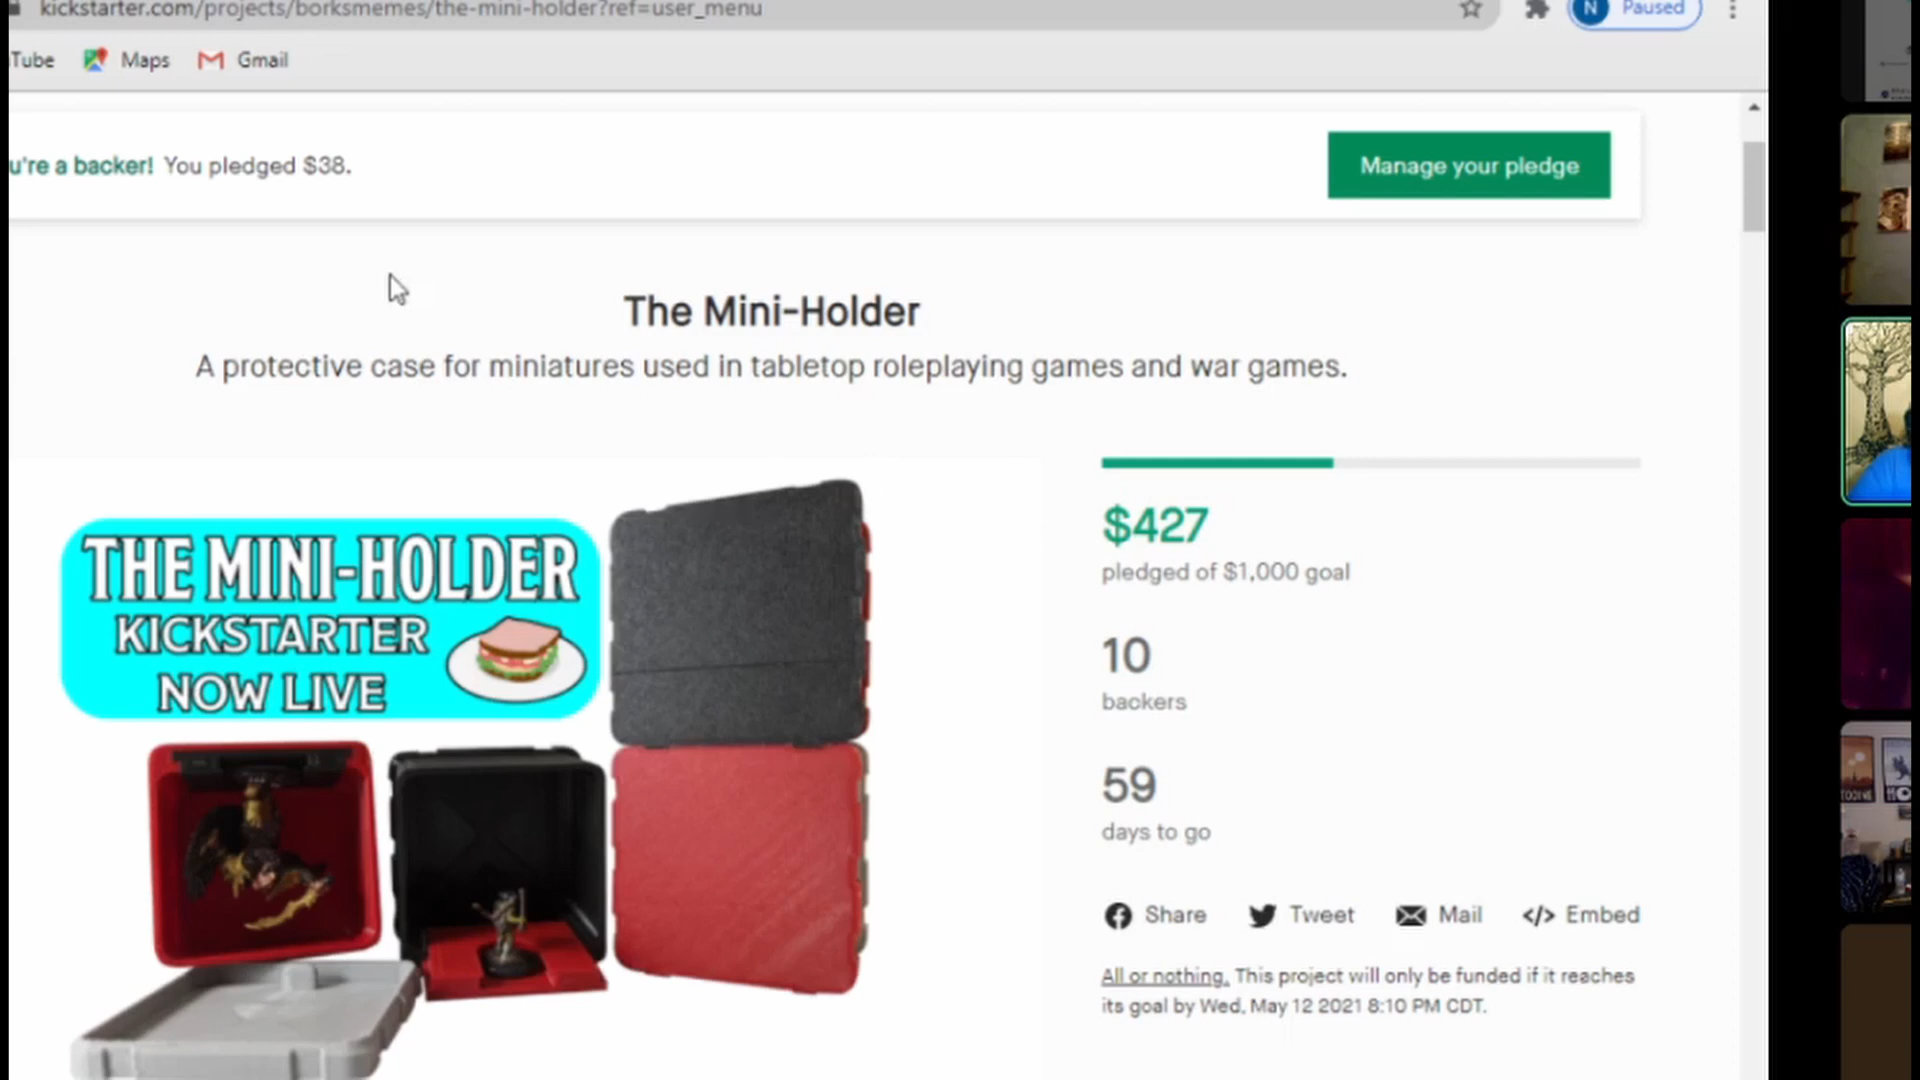 kickstarter.com/projects/borksmemes/the-mini-holder?ref=user_menu
N Paused
Tube Maps Gmail
u're a backer! You pledged $38.
Manage your pledge
The Mini-Holder
A protective case for miniatures used in tabletop roleplaying games and war games.
THE MINI-HOLDER
KICKSTARTER
NOW LIVE
$427
pledged of $1,000 goal
10
backers
59
days to go
Share Tweet Mail </> Embed
All or nothing. This project will only be funded if it reaches
its goal by Wed, May 12 2021 8:10 PM CDT.